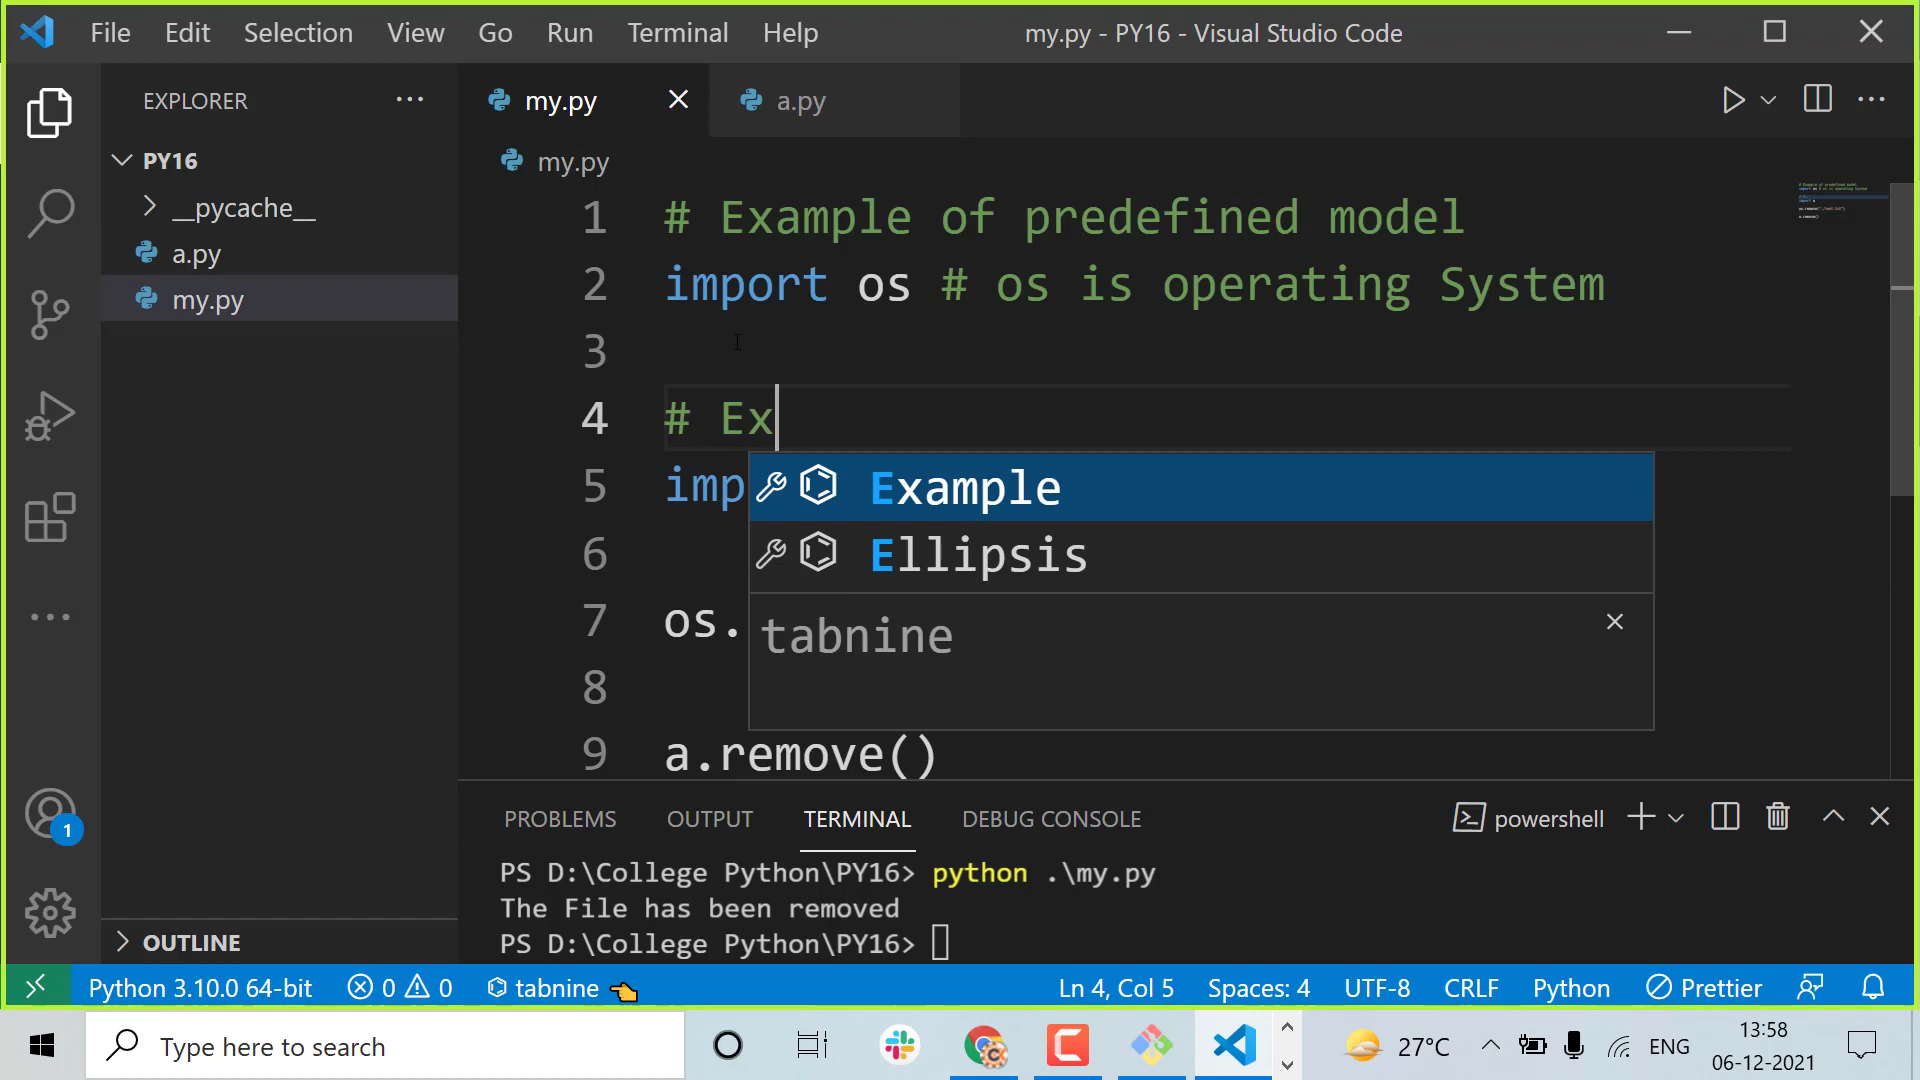 File Edit Selection View Go Run Terminal Help
my.py - PY16 - Visual Studio Code
EXPLORER
my.py
a.py
PY16
my.py
__pycache__
a.py
my.py
1 # Example of predefined model
2 import os # os is operating System
3
4 # Ex
5 imp
Example
6
Ellipsis
7 os.
tabnine
8
9 a.remove()
PROBLEMS OUTPUT TERMINAL DEBUG CONSOLE
powershell
PS D:\College Python\PY16> python .\my.py
The File has been removed
PS D:\College Python\PY16>
OUTLINE
1
Python 3.10.0 64-bit 0 0 tabnine
Ln 4, Col 5 Spaces: 4 UTF-8 CRLF Python Prettier
Type here to search
27°C
ENG
13:58
06-12-2021